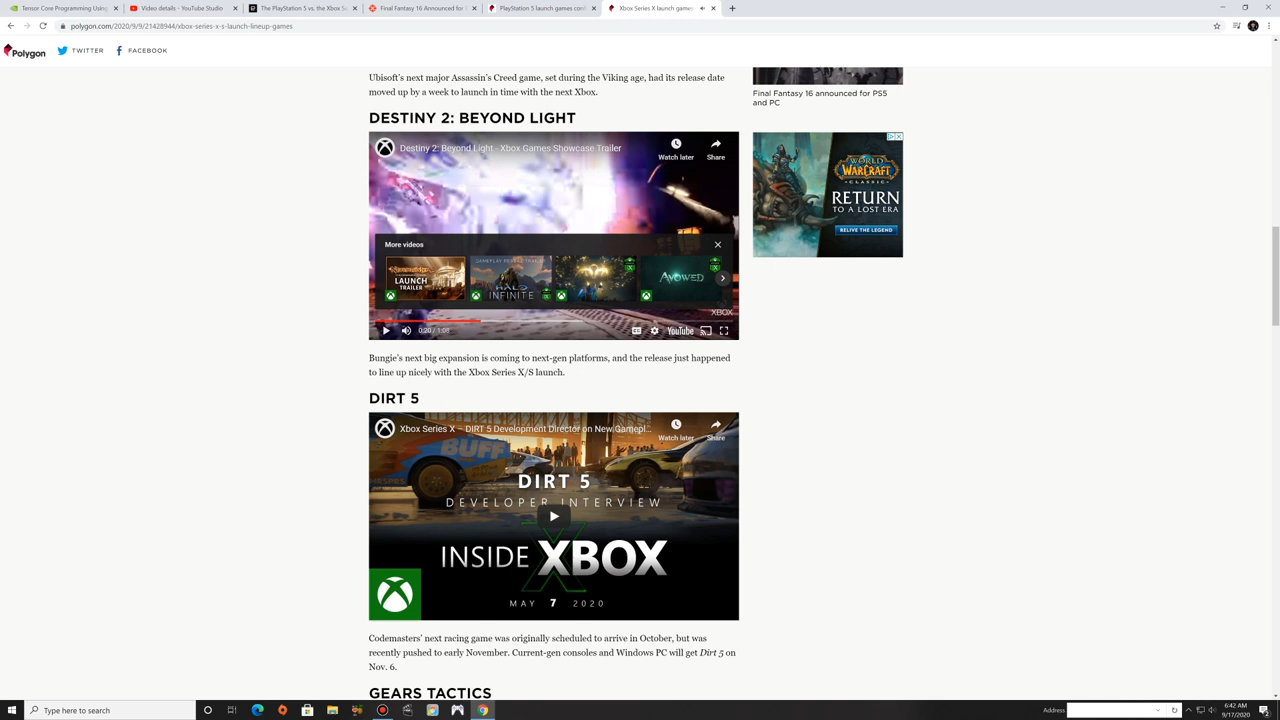 Tensor Core Programming Using
Video details - YouTube Studio
The PlayStation 5 vs. the Xbox Se
Final Fantasy 16 Announced for
PlayStation 5 launch games conf
Xbox Series X launch games
polygon.com/2020/9/9/21428944/xbox-series-x-s-launch-lineup-games
Polygon
TWITTER
FACEBOOK
Ubisoft's next major Assassin's Creed game, set during the Viking age, had its release date
moved up by a week to launch in time with the next Xbox.
Final Fantasy 16 announced for PS5
and PC
DESTINY 2: BEYOND LIGHT
Destiny 2: Beyond Light - Xbox Games Showcase Trailer
Watch later
Share
More videos
LAUNCH
TRAILER
HALO
INFINITE
AVOWED
XBOX
0:20 / 1:08
CC
YouTube
WORLD
OF
WARCRAFT
CLASSIC
RETURN
TO A LOST ERA
RELIVE THE LEGEND
Bungie's next big expansion is coming to next-gen platforms, and the release just happened
to line up nicely with the Xbox Series X/S launch.
DIRT 5
Xbox Series X – DIRT 5 Development Director on New Gamepl...
Watch later
Share
BUFF
DIRT 5
DEVELOPER INTERVIEW
INSIDE XBOX
MAY 7 2020
Codemasters' next racing game was originally scheduled to arrive in October, but was
recently pushed to early November. Current-gen consoles and Windows PC will get Dirt 5 on
Nov. 6.
GEARS TACTICS
Type here to search
Address
6:42 AM
9/17/2020